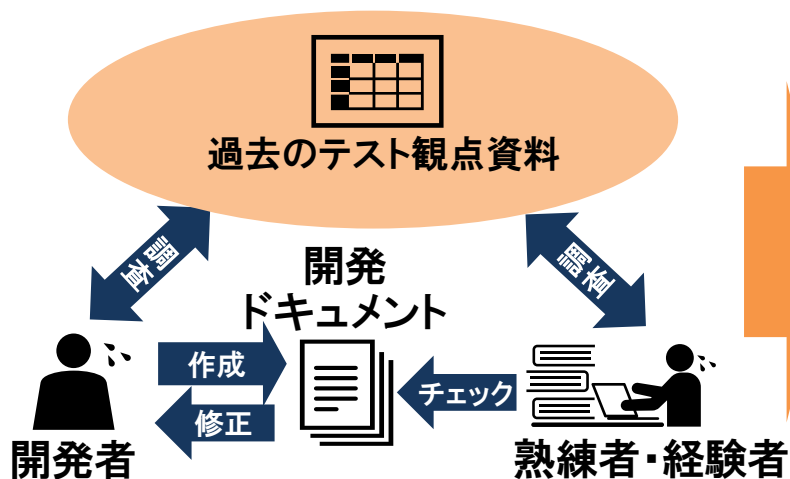 過去のテスト観点資料
調査
調査
開発
ドキュメント
作成
修正
チェック
開発者
熟練者・経験者